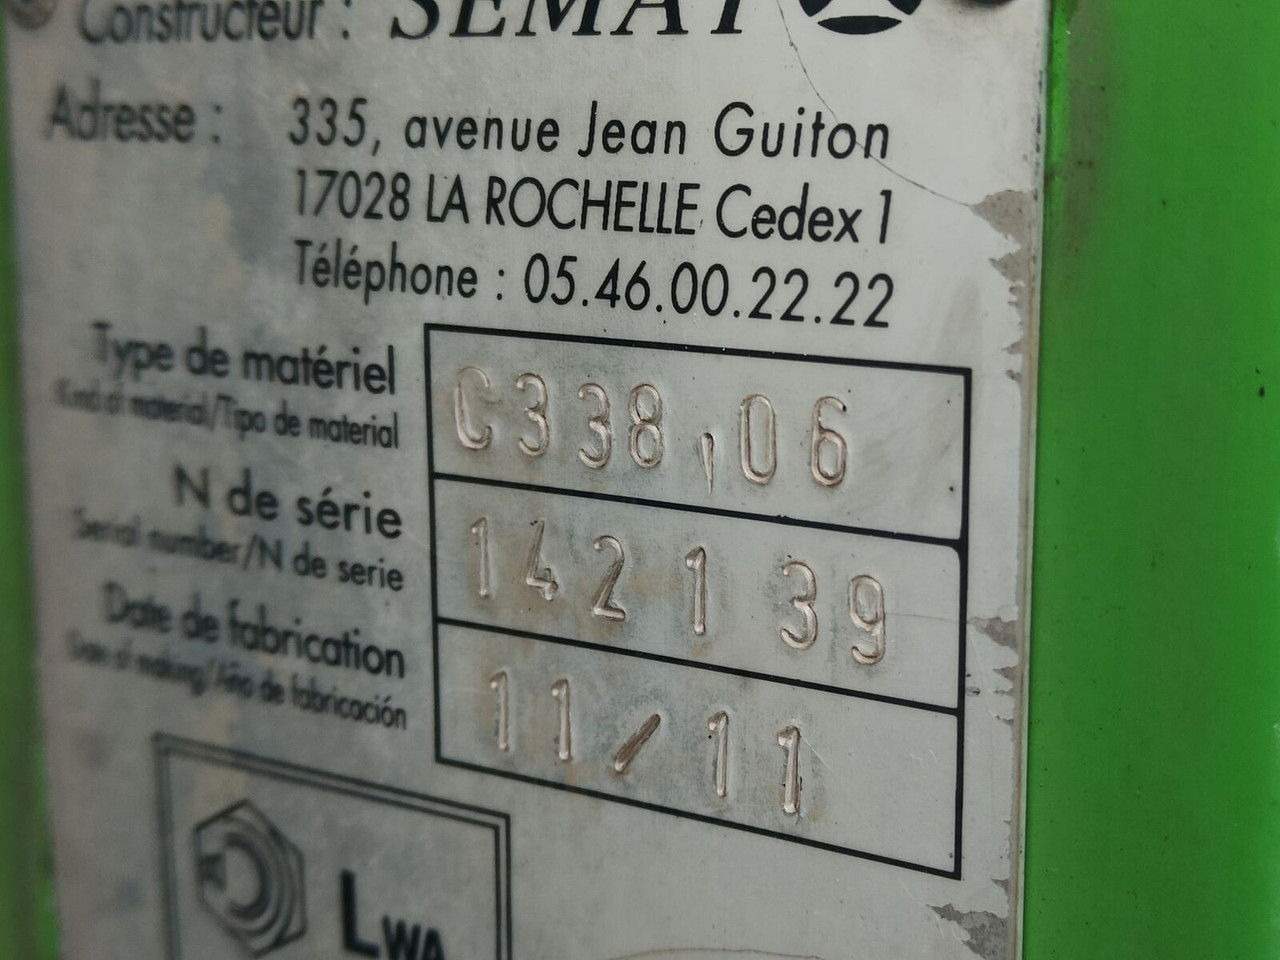 Constructeur : SEMAT
Adresse : 335, avenue Jean Guiton
17028 LA ROCHELLE Cedex 1
Téléphone : 05.46.00.22.22
Type de matériel C338,06
Kind of material/Tipo de material
N de série 142139
Serial number/N de serie
Date de fabrication 11/11
Date of making/Año de fabricación
LWA